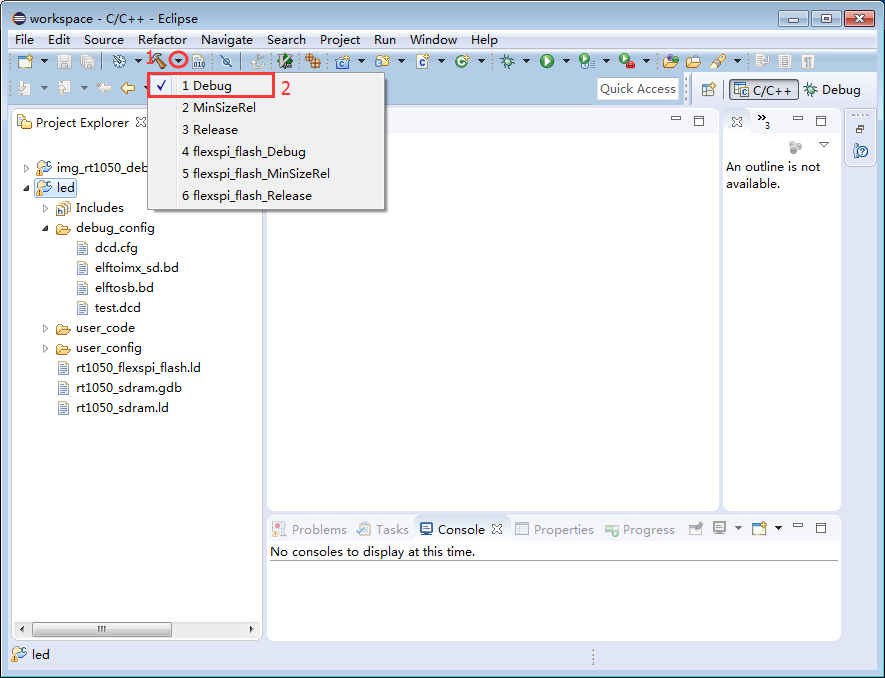 workspace - C/C++ - Eclipse
File Edit Source Refactor Navigate Search Project Run Window Help
1
010
1 Debug
2
2 MinSizeRel
3 Release
4 flexspi_flash_Debug
5 flexspi_flash_MinSizeRel
6 flexspi_flash_Release
Quick Access
C/C++
Debug
Project Explorer
img_rt1050_deb
led
Includes
debug_config
dcd.cfg
elftoimx_sd.bd
elftosb.bd
test.dcd
user_code
user_config
rt1050_flexspi_flash.ld
rt1050_sdram.gdb
rt1050_sdram.ld
3
An outline is not
available.
Problems Tasks Console Properties Progress
No consoles to display at this time.
led